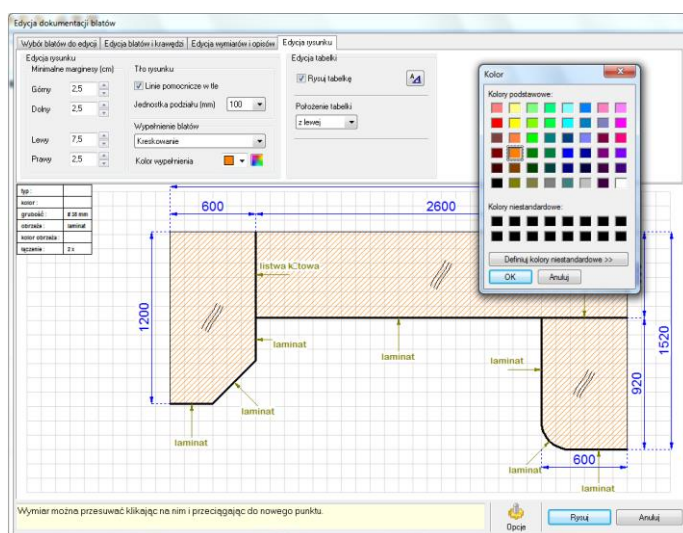 Edycja dokumentacji blatów
Wybór blatów do edycji Edycja blatów i krawędzi Edycja wymiarów i opisów Edycja rysunku
Edycja rysunku
Minimalne marginesy (cm)
Górny 2,5
Dolny 2,5
Lewy 7,5
Prawy 2,5
Tło rysunku
Linie pomocnicze w tle
Jednostka podziału (mm) 100
Wypełnienie blatów
Kreskowanie
Kolor wypełnienia
Edycja tabelki
Rysuj tabelkę
Położenie tabelki
z lewej
Kolor
Kolory podstawowe:
Kolory niestandardowe:
Definiuj kolory niestandardowe >>
OK Anuluj
typ :
kolor :
grubość : # 38 mm
obrzeże : laminat
kolor obrzeża :
łączenie : 2 x
600
2600
1200
1520
920
600
listwa kątowa
laminat
laminat
laminat
laminat
laminat
laminat
laminat
Wymiar można przesuwać klikając na nim i przeciągając do nowego punktu.
Opcje
Rysuj
Anuluj